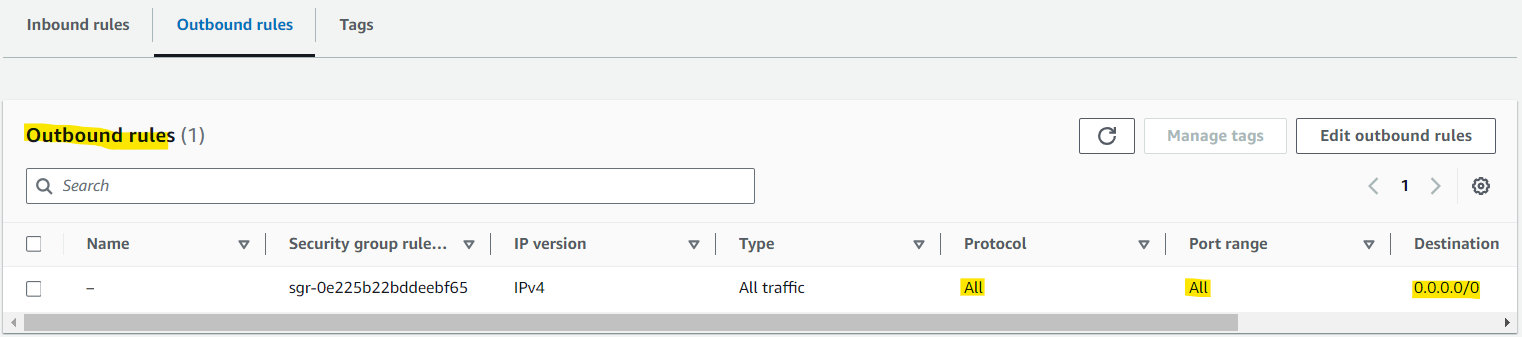 Inbound rules Outbound rules Tags
Outbound rules (1)
Manage tags Edit outbound rules
Search
1
Name Security group rule... IP version Type Protocol Port range Destination
– sgr-0e225b22bddeebf65 IPv4 All traffic All All 0.0.0.0/0